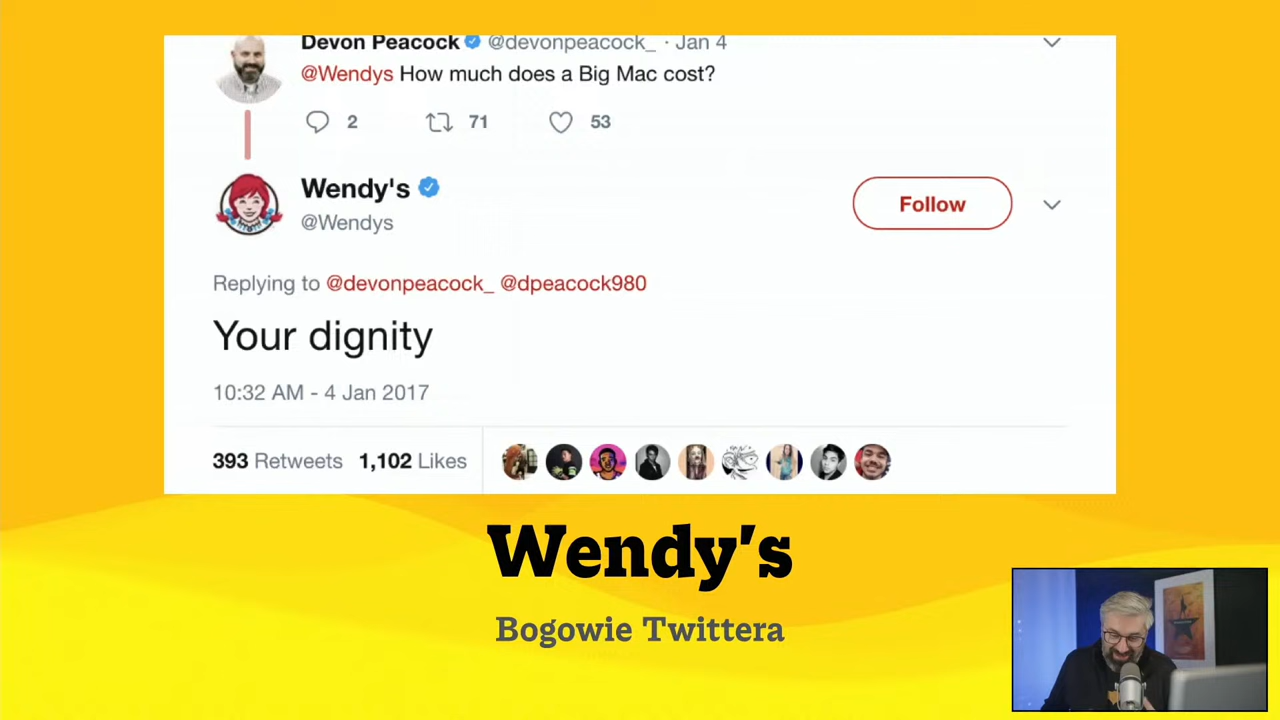 Devon Peacock @devonpeacock_ · Jan 4
@Wendys How much does a Big Mac cost?
2 71 53
Wendy's
@Wendys
Follow
Replying to @devonpeacock_ @dpeacock980
Your dignity
10:32 AM - 4 Jan 2017
393 Retweets 1,102 Likes
Wendy's
Bogowie Twittera